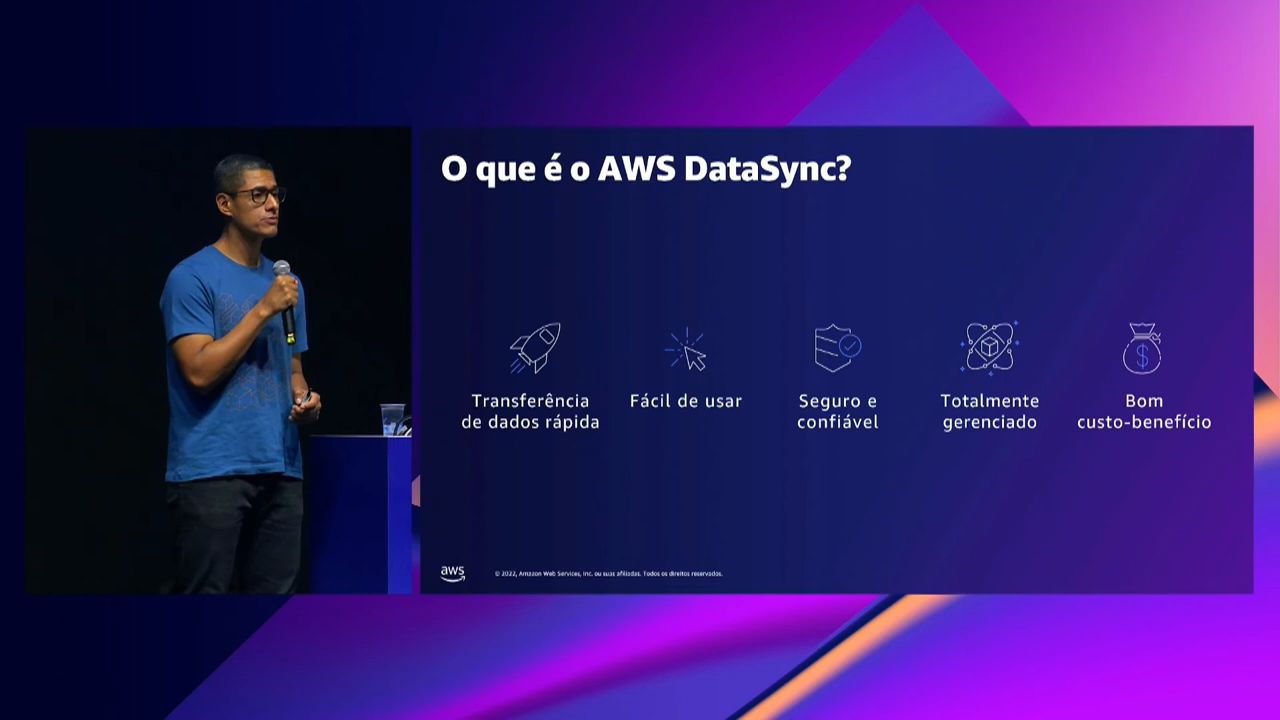 O que é o AWS DataSync?
Transferência
de dados rápida
Fácil de usar
Seguro e
confiável
Totalmente
gerenciado
Bom
custo-benefício
aws
© 2022, Amazon Web Services, Inc. ou suas afiliadas. Todos os direitos reservados.